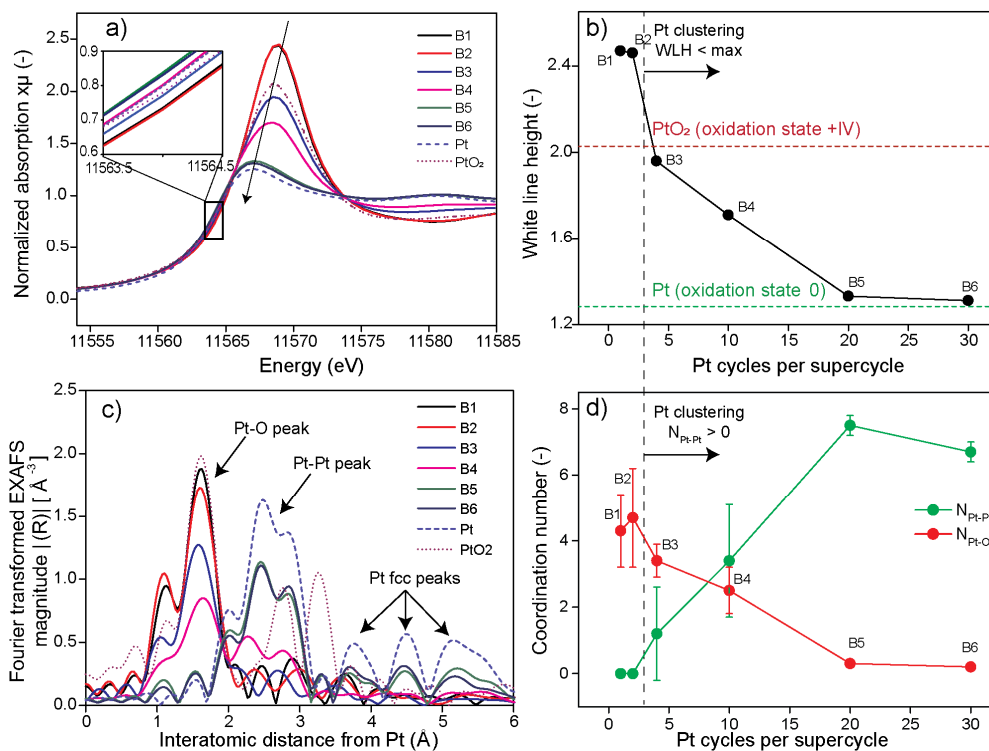 a)
Normalized absorption xμ (-)
2.5
2.0
1.5
1.0
0.5
0.0
0.9
0.8
0.7
0.6
11563.5
11564.5
B1
B2
B3
B4
B5
B6
Pt
PtO₂
11555
11560
11565
11570
11575
11580
11585
Energy (eV)
b)
White line height (-)
2.4
2.0
1.6
1.2
B1
B2
Pt clustering
WLH < max
PtO₂ (oxidation state +IV)
B3
B4
Pt (oxidation state 0)
B5
B6
0
5
10
15
20
25
30
Pt cycles per supercycle
c)
Fourier transformed EXAFS
magnitude |(R)| [ Å⁻³]
2.5
2.0
1.5
1.0
0.5
0.0
Pt-O peak
Pt-Pt peak
Pt fcc peaks
B1
B2
B3
B4
B5
B6
Pt
PtO2
0
1
2
3
4
5
6
Interatomic distance from Pt (Å)
d)
Coordination number (-)
8
6
4
2
0
Pt clustering
N Pt-Pt > 0
B2
B1
B3
B4
B5
B6
N Pt-P
N Pt-O
0
5
10
15
20
25
30
Pt cycles per supercycle